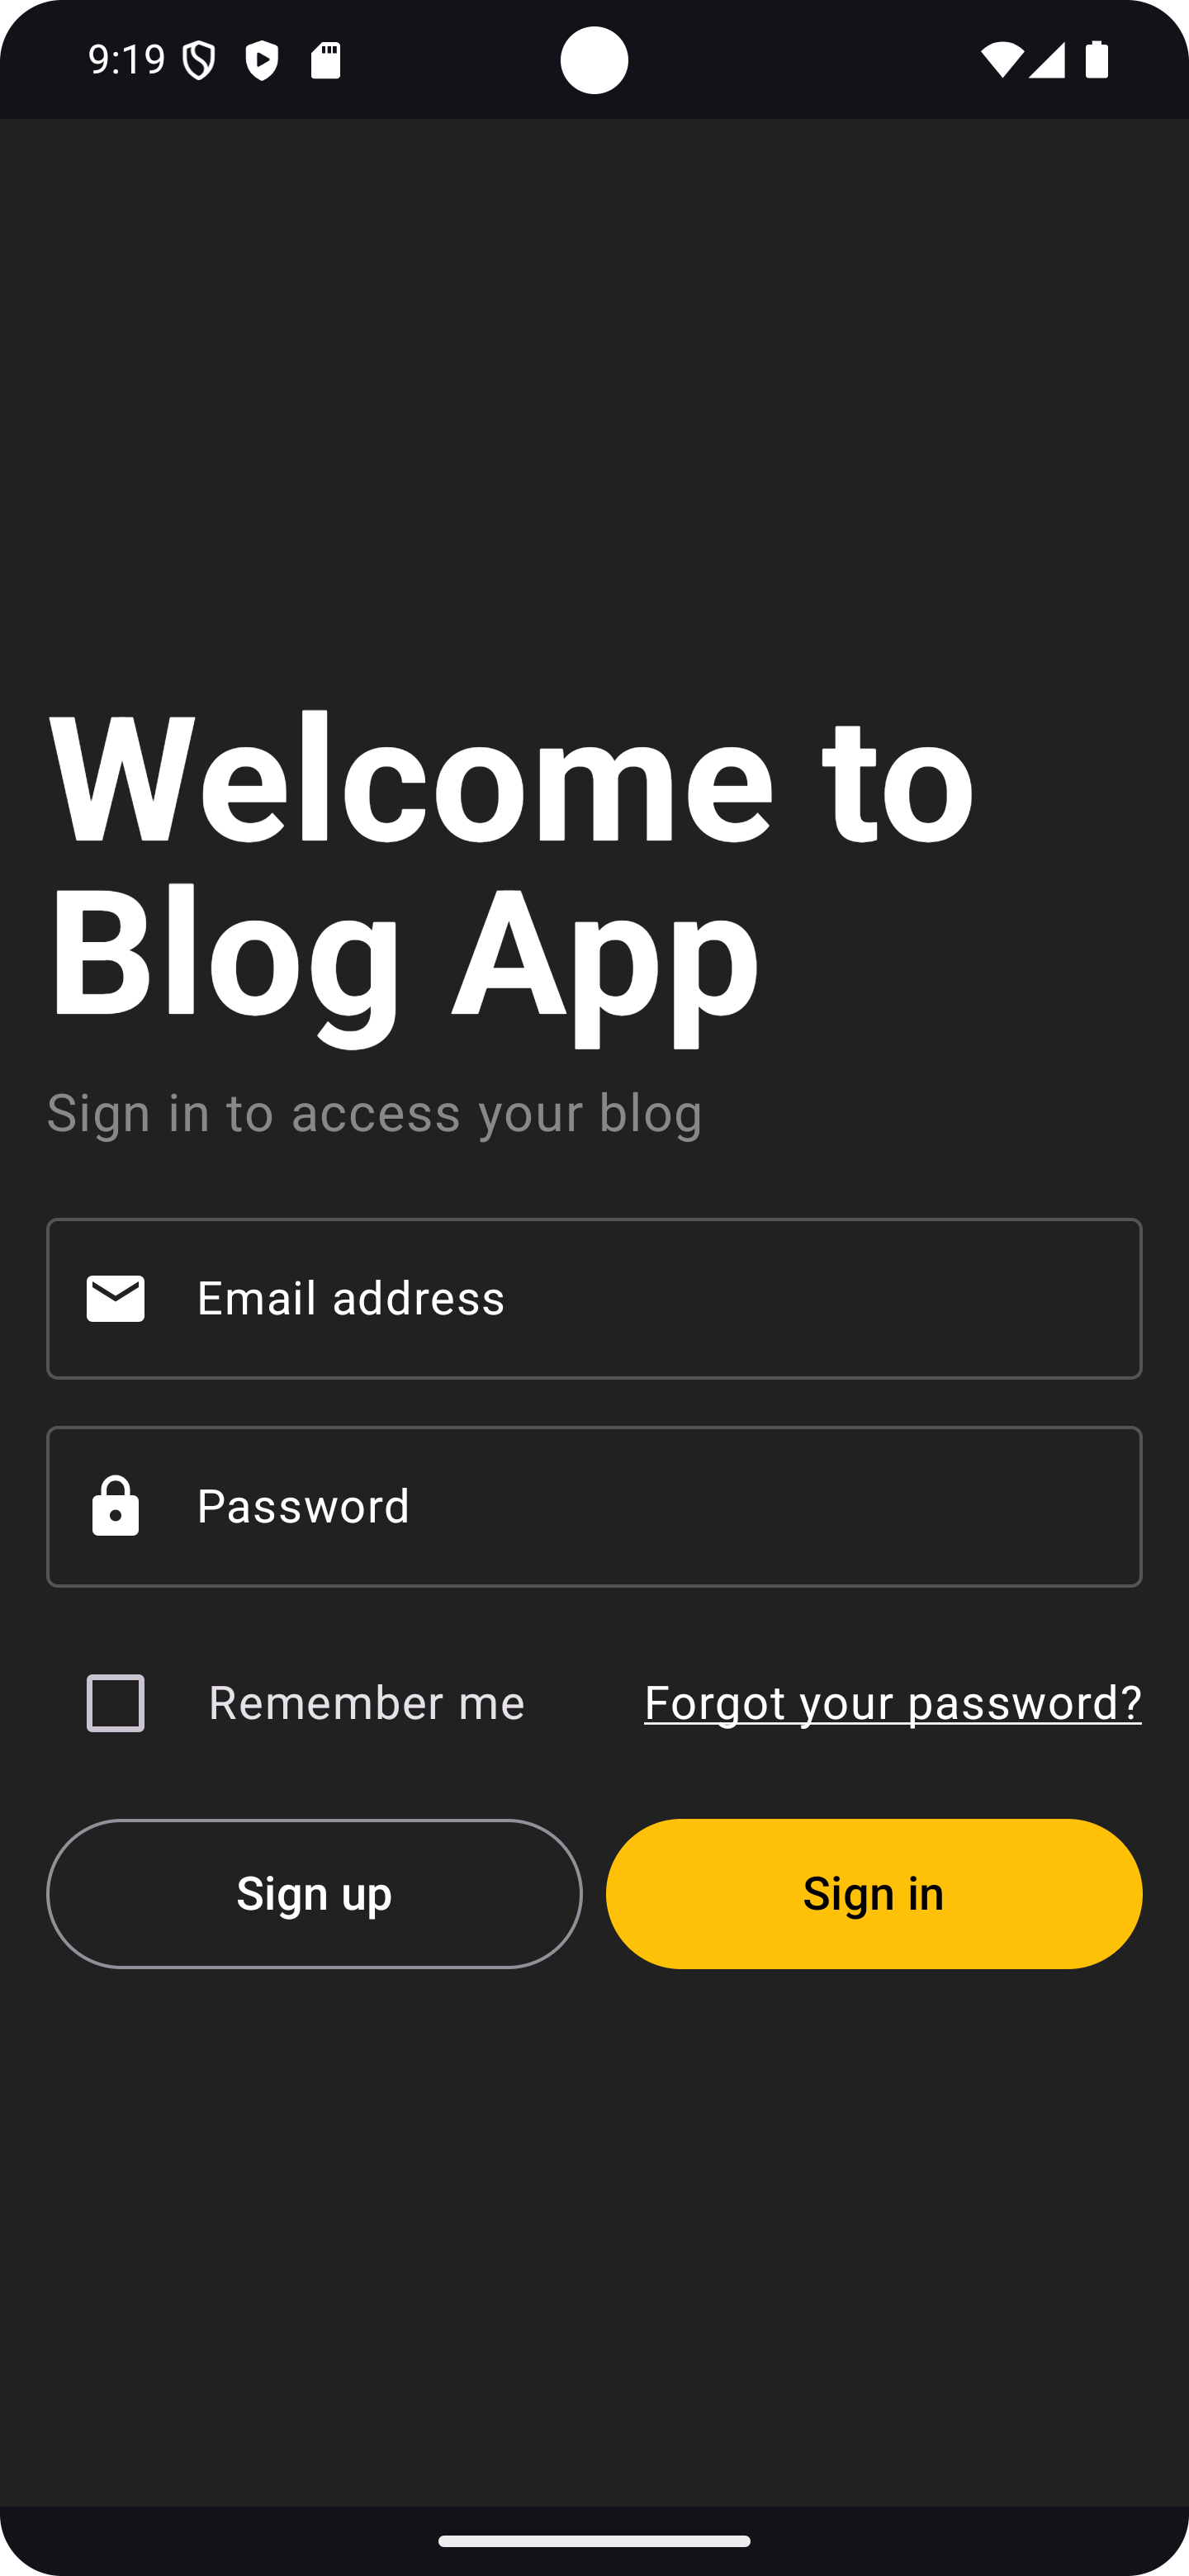 9:19
Welcome to
Blog App
Sign in to access your blog
Email address
Password
Remember me
Forgot your password?
Sign up
Sign in